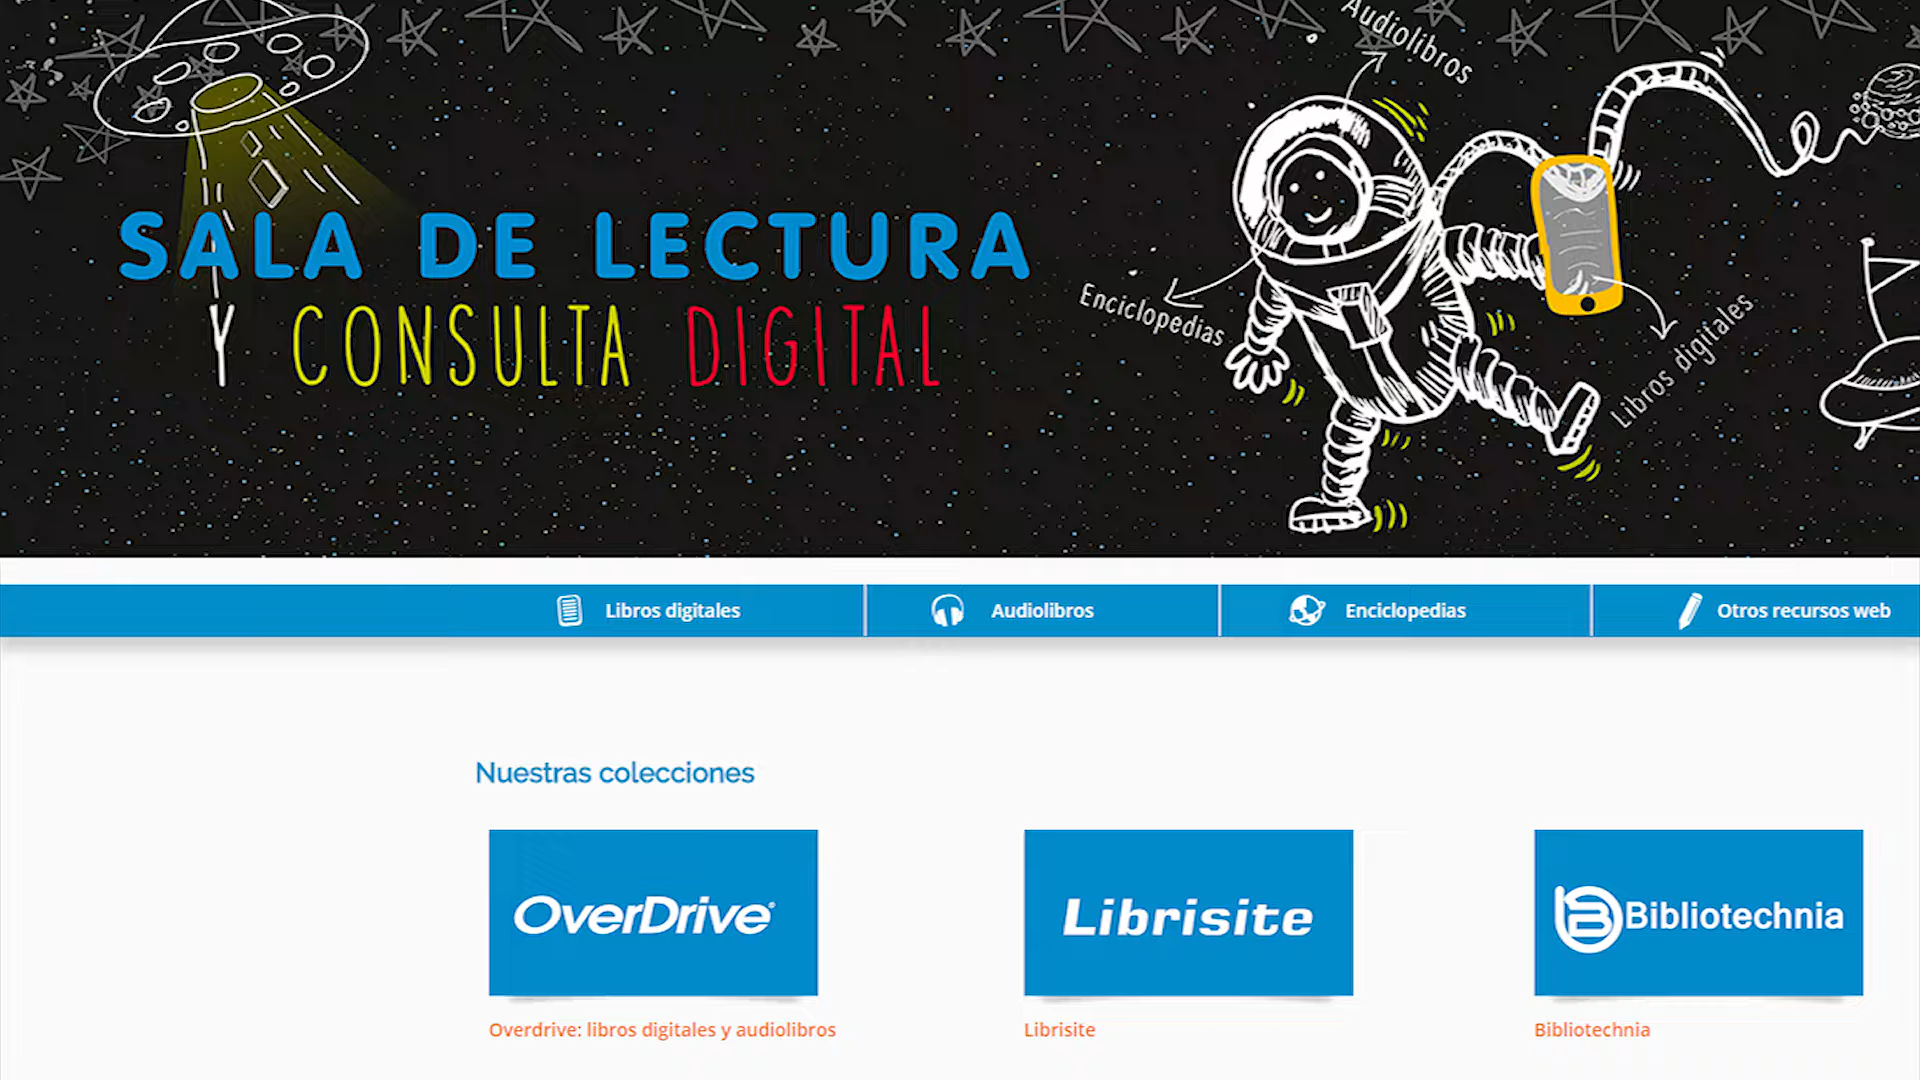 Audiolibros
SALA DE LECTURA
Y CONSULTA DIGITAL
Enciclopedias
Libros digitales
Libros digitales
Audiolibros
Enciclopedias
Otros recursos web
Nuestras colecciones
OverDrive®
Librisite
Bibliotechnia
Overdrive: libros digitales y audiolibros
Librisite
Bibliotechnia